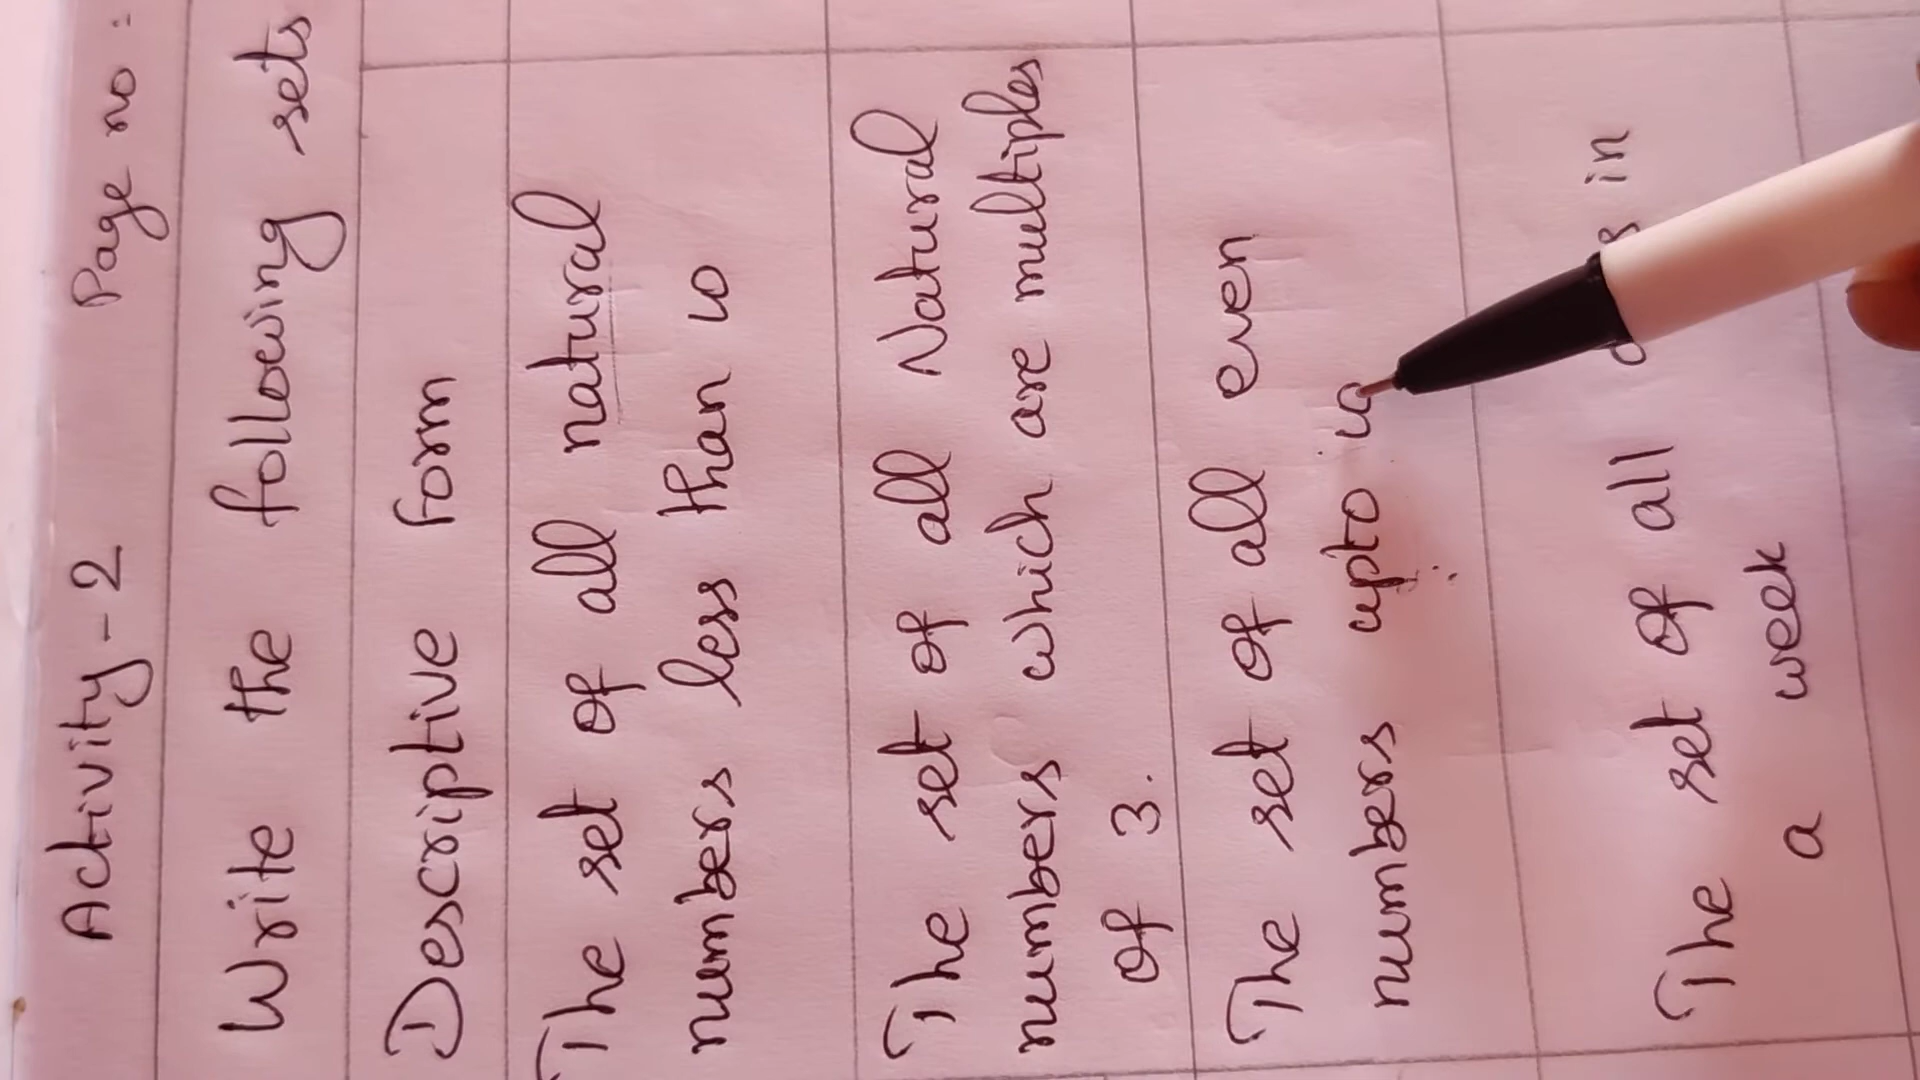 Activity-2 Page no:
Write the following sets
Descriptive form
The set of all natural
numbers less than 10
The set of all Natural
numbers which are multiples
of 3.
The set of all even
numbers upto 10
The set of all in
a week